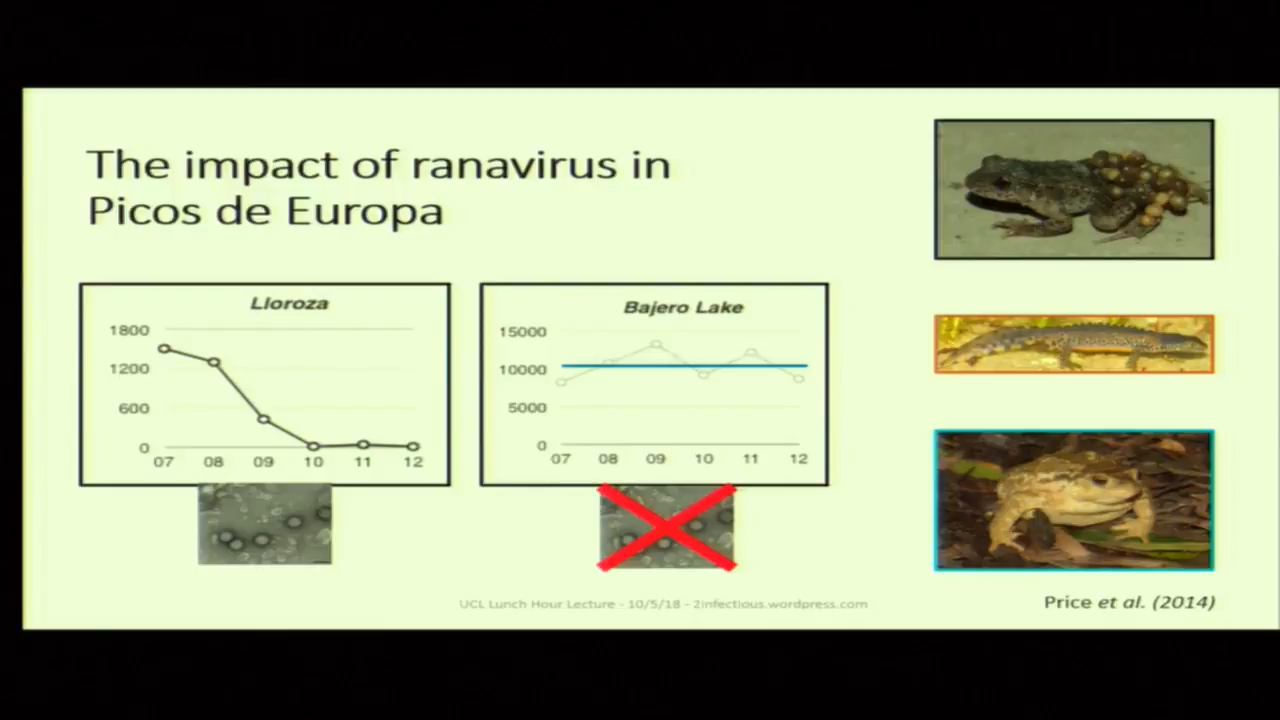 The impact of ranavirus in
Picos de Europa
Lloroza
1800
1200
600
0
07 08 09 10 11 12
Bajero Lake
15000
10000
5000
0
07 08 09 10 11 12
UCL Lunch Hour Lecture - 10/5/18 - 2infectious.wordpress.com
Price et al. (2014)